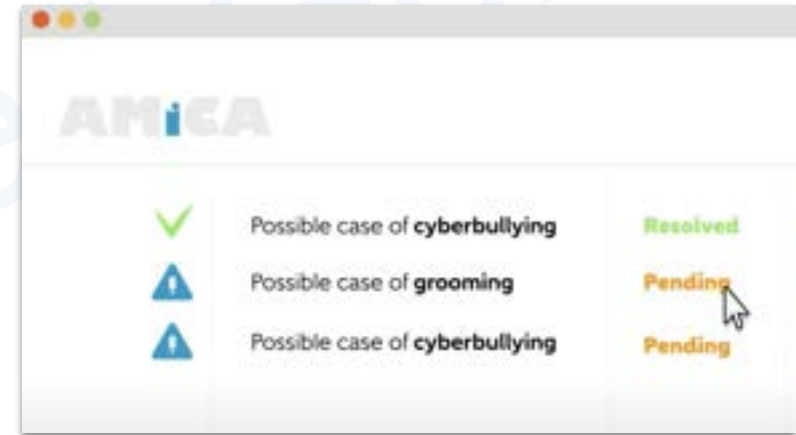 AMiCA
Possible case of cyberbullying Resolved
Possible case of grooming Pending
Possible case of cyberbullying Pending